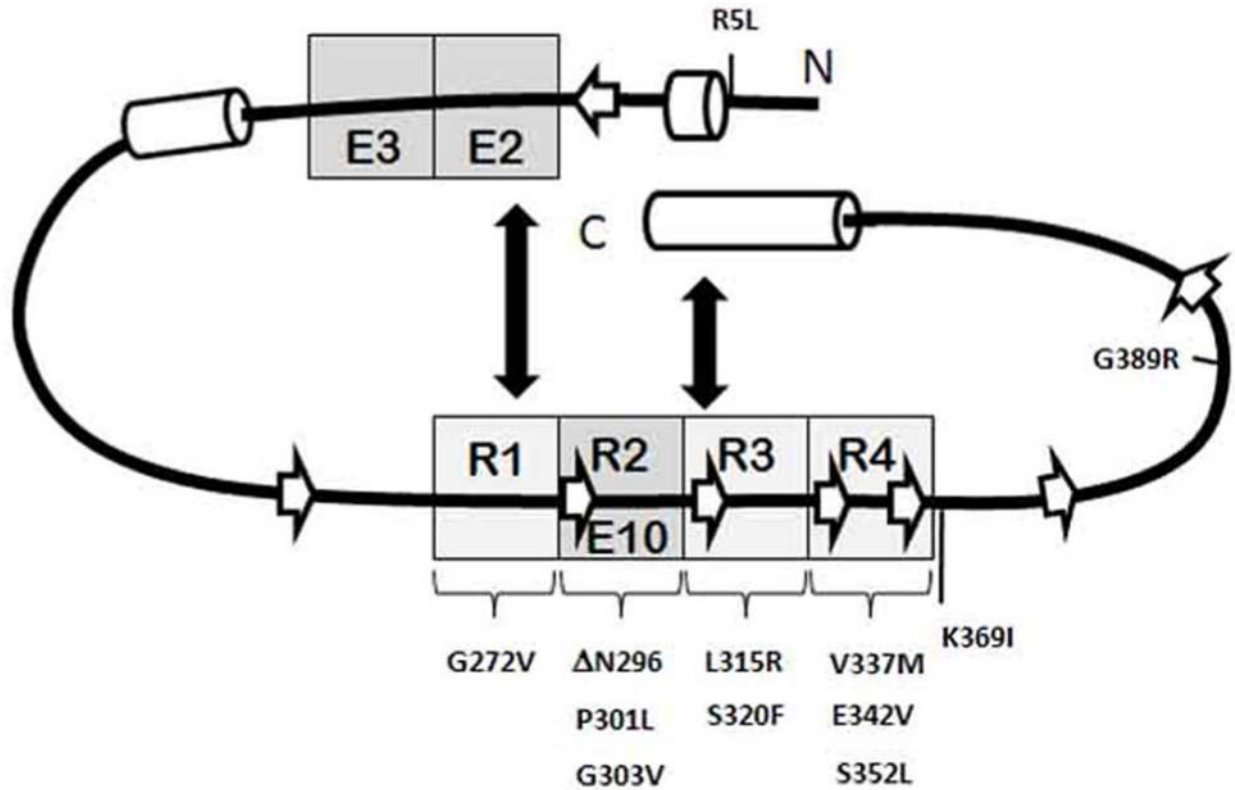 R5L
N
E3 E2
C
G389R
R1 R2 R3 R4
E10
K369I
G272V ΔN296 L315R V337M
P301L S320F E342V
G303V S352L